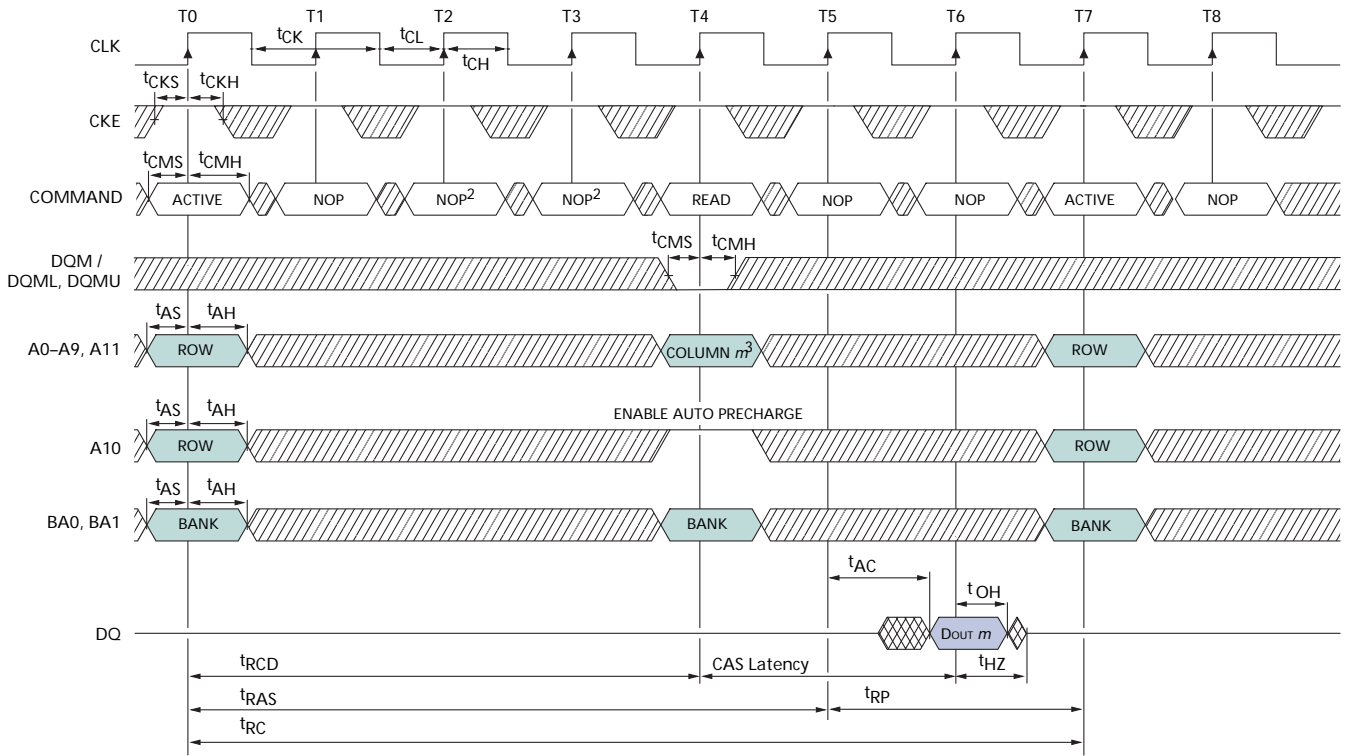 T0 T1 T2 T3 T4 T5 T6 T7 T8
CLK
tCK tCL tCH
tCKS tCKH
CKE
tCMS tCMH
COMMAND ACTIVE NOP NOP2 NOP2 READ NOP NOP ACTIVE NOP
tCMS tCMH
DQM /
DQML, DQMU
tAS tAH
A0–A9, A11 ROW COLUMN m3 ROW
ENABLE AUTO PRECHARGE
tAS tAH
A10 ROW ROW
tAS tAH
BA0, BA1 BANK BANK BANK
tAC
tOH
DQ DOUT m
tRCD CAS Latency tHZ
tRAS tRP
tRC